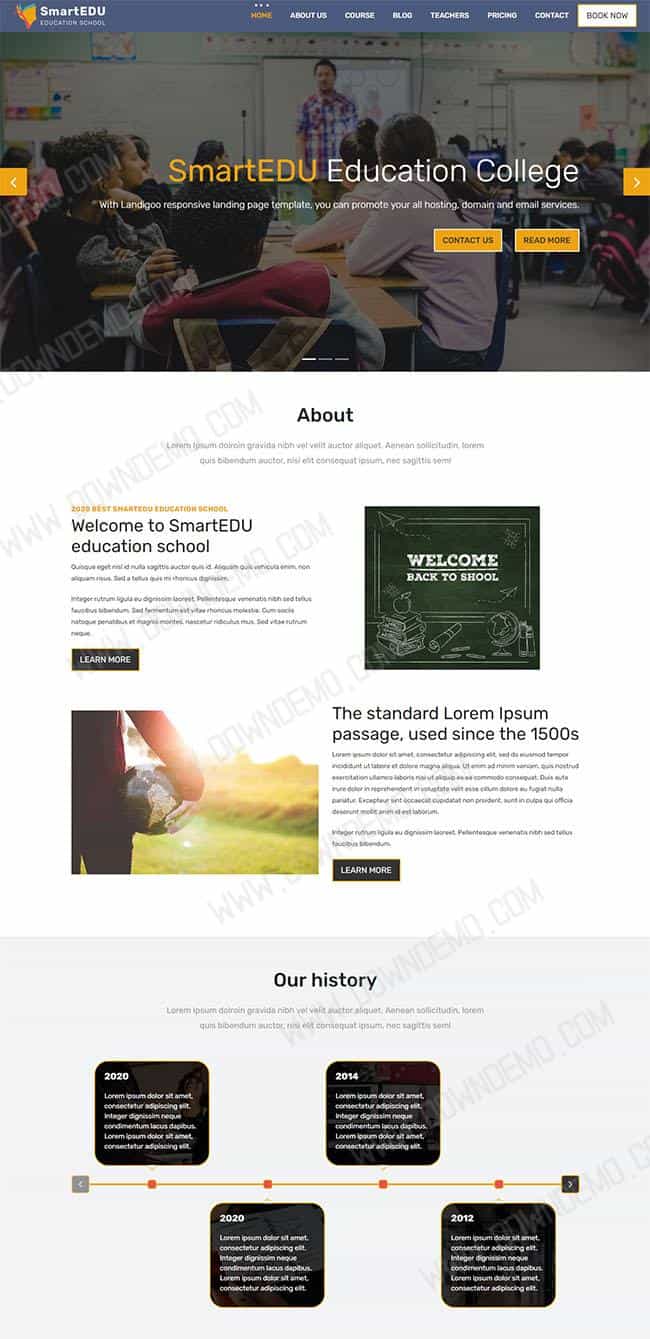 SmartEDU
EDUCATION SCHOOL
HOME ABOUT US COURSE BLOG TEACHERS PRICING CONTACT BOOK NOW
SmartEDU Education College
With Landigoo responsive landing page template, you can promote your all hosting, domain and email services.
CONTACT US READ MORE
About
Lorem Ipsum dolroin gravida nibh vel velit auctor aliquet. Aenean sollicitudin, lorem
quis bibendum auctor, nisi elit consequat ipsum, nec sagittis sem!
2020 BEST SMARTEDU EDUCATION SCHOOL
Welcome to SmartEDU
education school
Quisque eget nisl id nulla sagittis auctor quis id. Aliquam quis vehicula enim, non
aliquam risus. Sed a tellus quis mi rhoncus dignissim.
Integer rutrum ligula eu dignissim laoreet. Pellentesque venenatis nibh sed tellus
faucibus bibendum. Sed fermentum est vitae rhoncus molestie. Cum sociis
natoque penatibus et magnis montes, nascetur ridiculus mus. Sed vitae rutrum
neque.
LEARN MORE
WELCOME
BACK TO SHOOL
The standard Lorem Ipsum
passage, used since the 1500s
Lorem ipsum dolor sit amet, consectetur adipiscing elit, sed do eiusmod tempor
incididunt ut labore et dolore magna aliqua. Ut enim ad minim veniam, quis nostrud
exercitation ullamco laboris nisi ut aliquip ex ea commodo consequat. Duis aute
irure dolor in reprehenderit in voluptate velit esse cillum dolore eu fugiat nulla
pariatur. Excepteur sint occaecat cupidatat non proident, sunt in culpa qui officia
deserunt mollit anim id est laborum.
Integer rutrum ligula eu dignissim laoreet. Pellentesque venenatis nibh sed tellus
faucibus bibendum.
LEARN MORE
Our history
Lorem Ipsum dolroin gravida nibh vel velit auctor aliquet. Aenean sollicitudin, lorem
quis bibendum auctor, nisi elit consequat ipsum, nec sagittis sem!
2020
Lorem ipsum dolor sit amet,
consectetur adipiscing elit.
Integer dignissim neque
condimentum lacus dapibus.
Lorem ipsum dolor sit amet,
consectetur adipiscing elit.
2014
Lorem ipsum dolor sit amet,
consectetur adipiscing elit.
Integer dignissim neque
condimentum lacus dapibus.
Lorem ipsum dolor sit amet,
consectetur adipiscing elit.
2020
Lorem ipsum dolor sit amet,
consectetur adipiscing elit.
Integer dignissim neque
condimentum lacus dapibus.
Lorem ipsum dolor sit amet,
consectetur adipiscing elit.
2012
Lorem ipsum dolor sit amet,
consectetur adipiscing elit.
Integer dignissim neque
condimentum lacus dapibus.
Lorem ipsum dolor sit amet,
consectetur adipiscing elit.
WWW.DOWNDEMO.COM